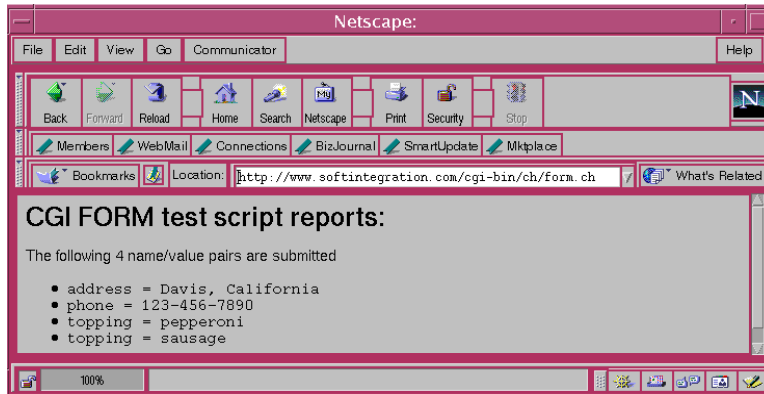 Netscape:
File Edit View Go Communicator Help
Back Forward Reload Home Search Netscape Print Security Stop
My
N
Members WebMail Connections BizJournal SmartUpdate Mktplace
Bookmarks Location: http://www.softintegration.com/cgi-bin/ch/form.ch What's Related
CGI FORM test script reports:
The following 4 name/value pairs are submitted
address = Davis, California
phone = 123-456-7890
topping = pepperoni
topping = sausage
100%